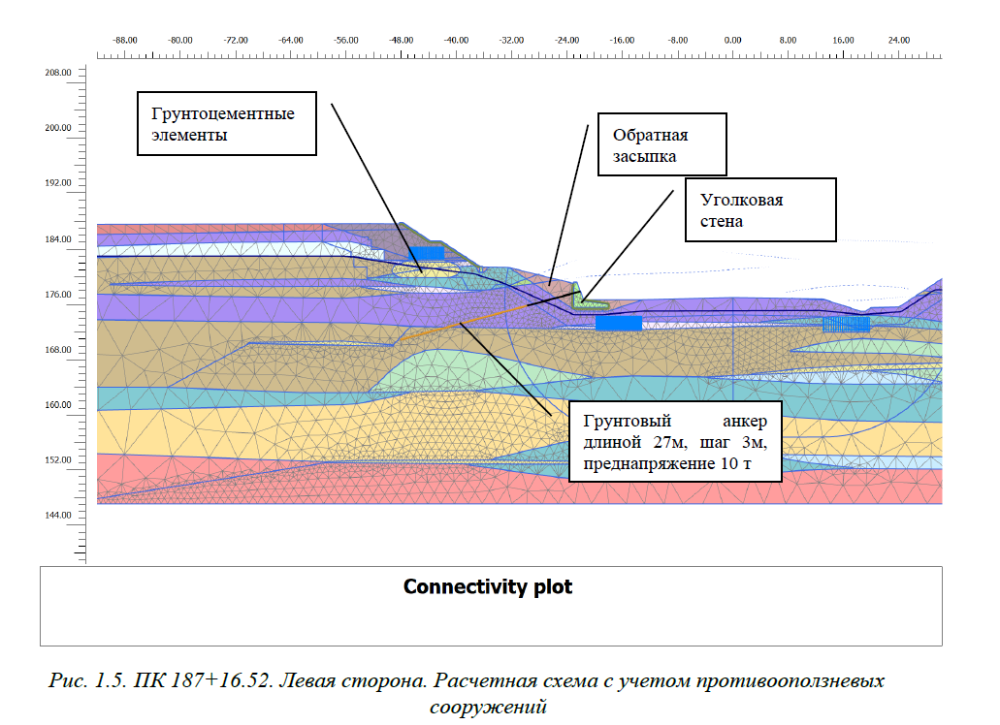 -88.00 -80.00 -72.00 -64.00 -56.00 -48.00 -40.00 -32.00 -24.00 -16.00 -8.00 0.00 8.00 16.00 24.00
208.00
200.00
192.00
184.00
176.00
168.00
160.00
152.00
144.00
Грунтоцементные
элементы
Обратная
засыпка
Уголковая
стена
Грунтовый анкер
длиной 27м, шаг 3м,
преднапряжение 10 т
Connectivity plot
Рис. 1.5. ПК 187+16.52. Левая сторона. Расчетная схема с учетом противооползневых
сооружений